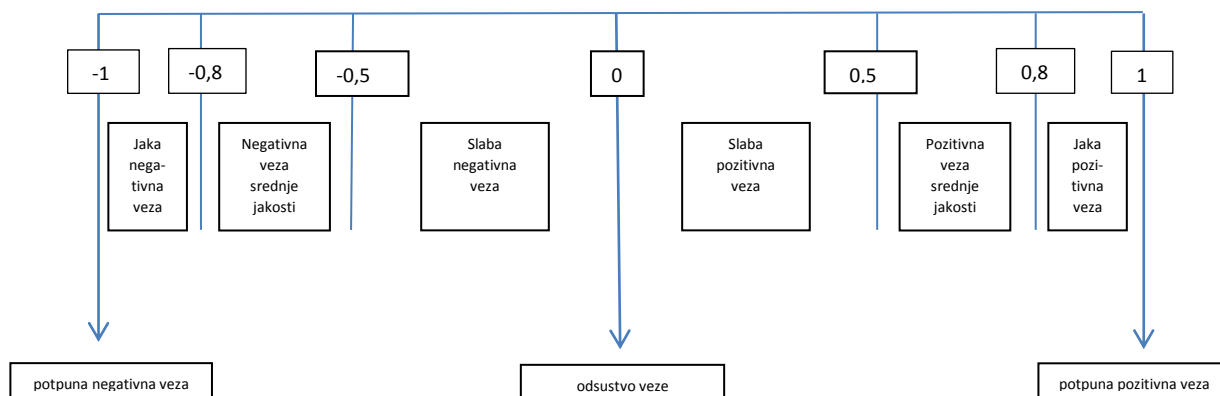 -1
-0,8
-0,5
0
0,5
0,8
1
Jaka
nega-
tivna
veza
Negativna
veza
srednje
jakosti
Slaba
negativna
veza
Slaba
pozitivna
veza
Pozitivna
veza
srednje
jakosti
Jaka
pozi-
tivna
veza
potpuna negativna veza
odsustvo veze
potpuna pozitivna veza